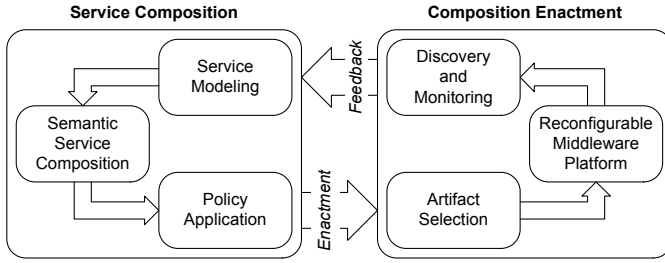 Service Composition
Composition Enactment
Service
Modeling
Semantic
Service
Composition
Policy
Application
Feedback
Enactment
Discovery
and
Monitoring
Reconfigurable
Middleware
Platform
Artifact
Selection